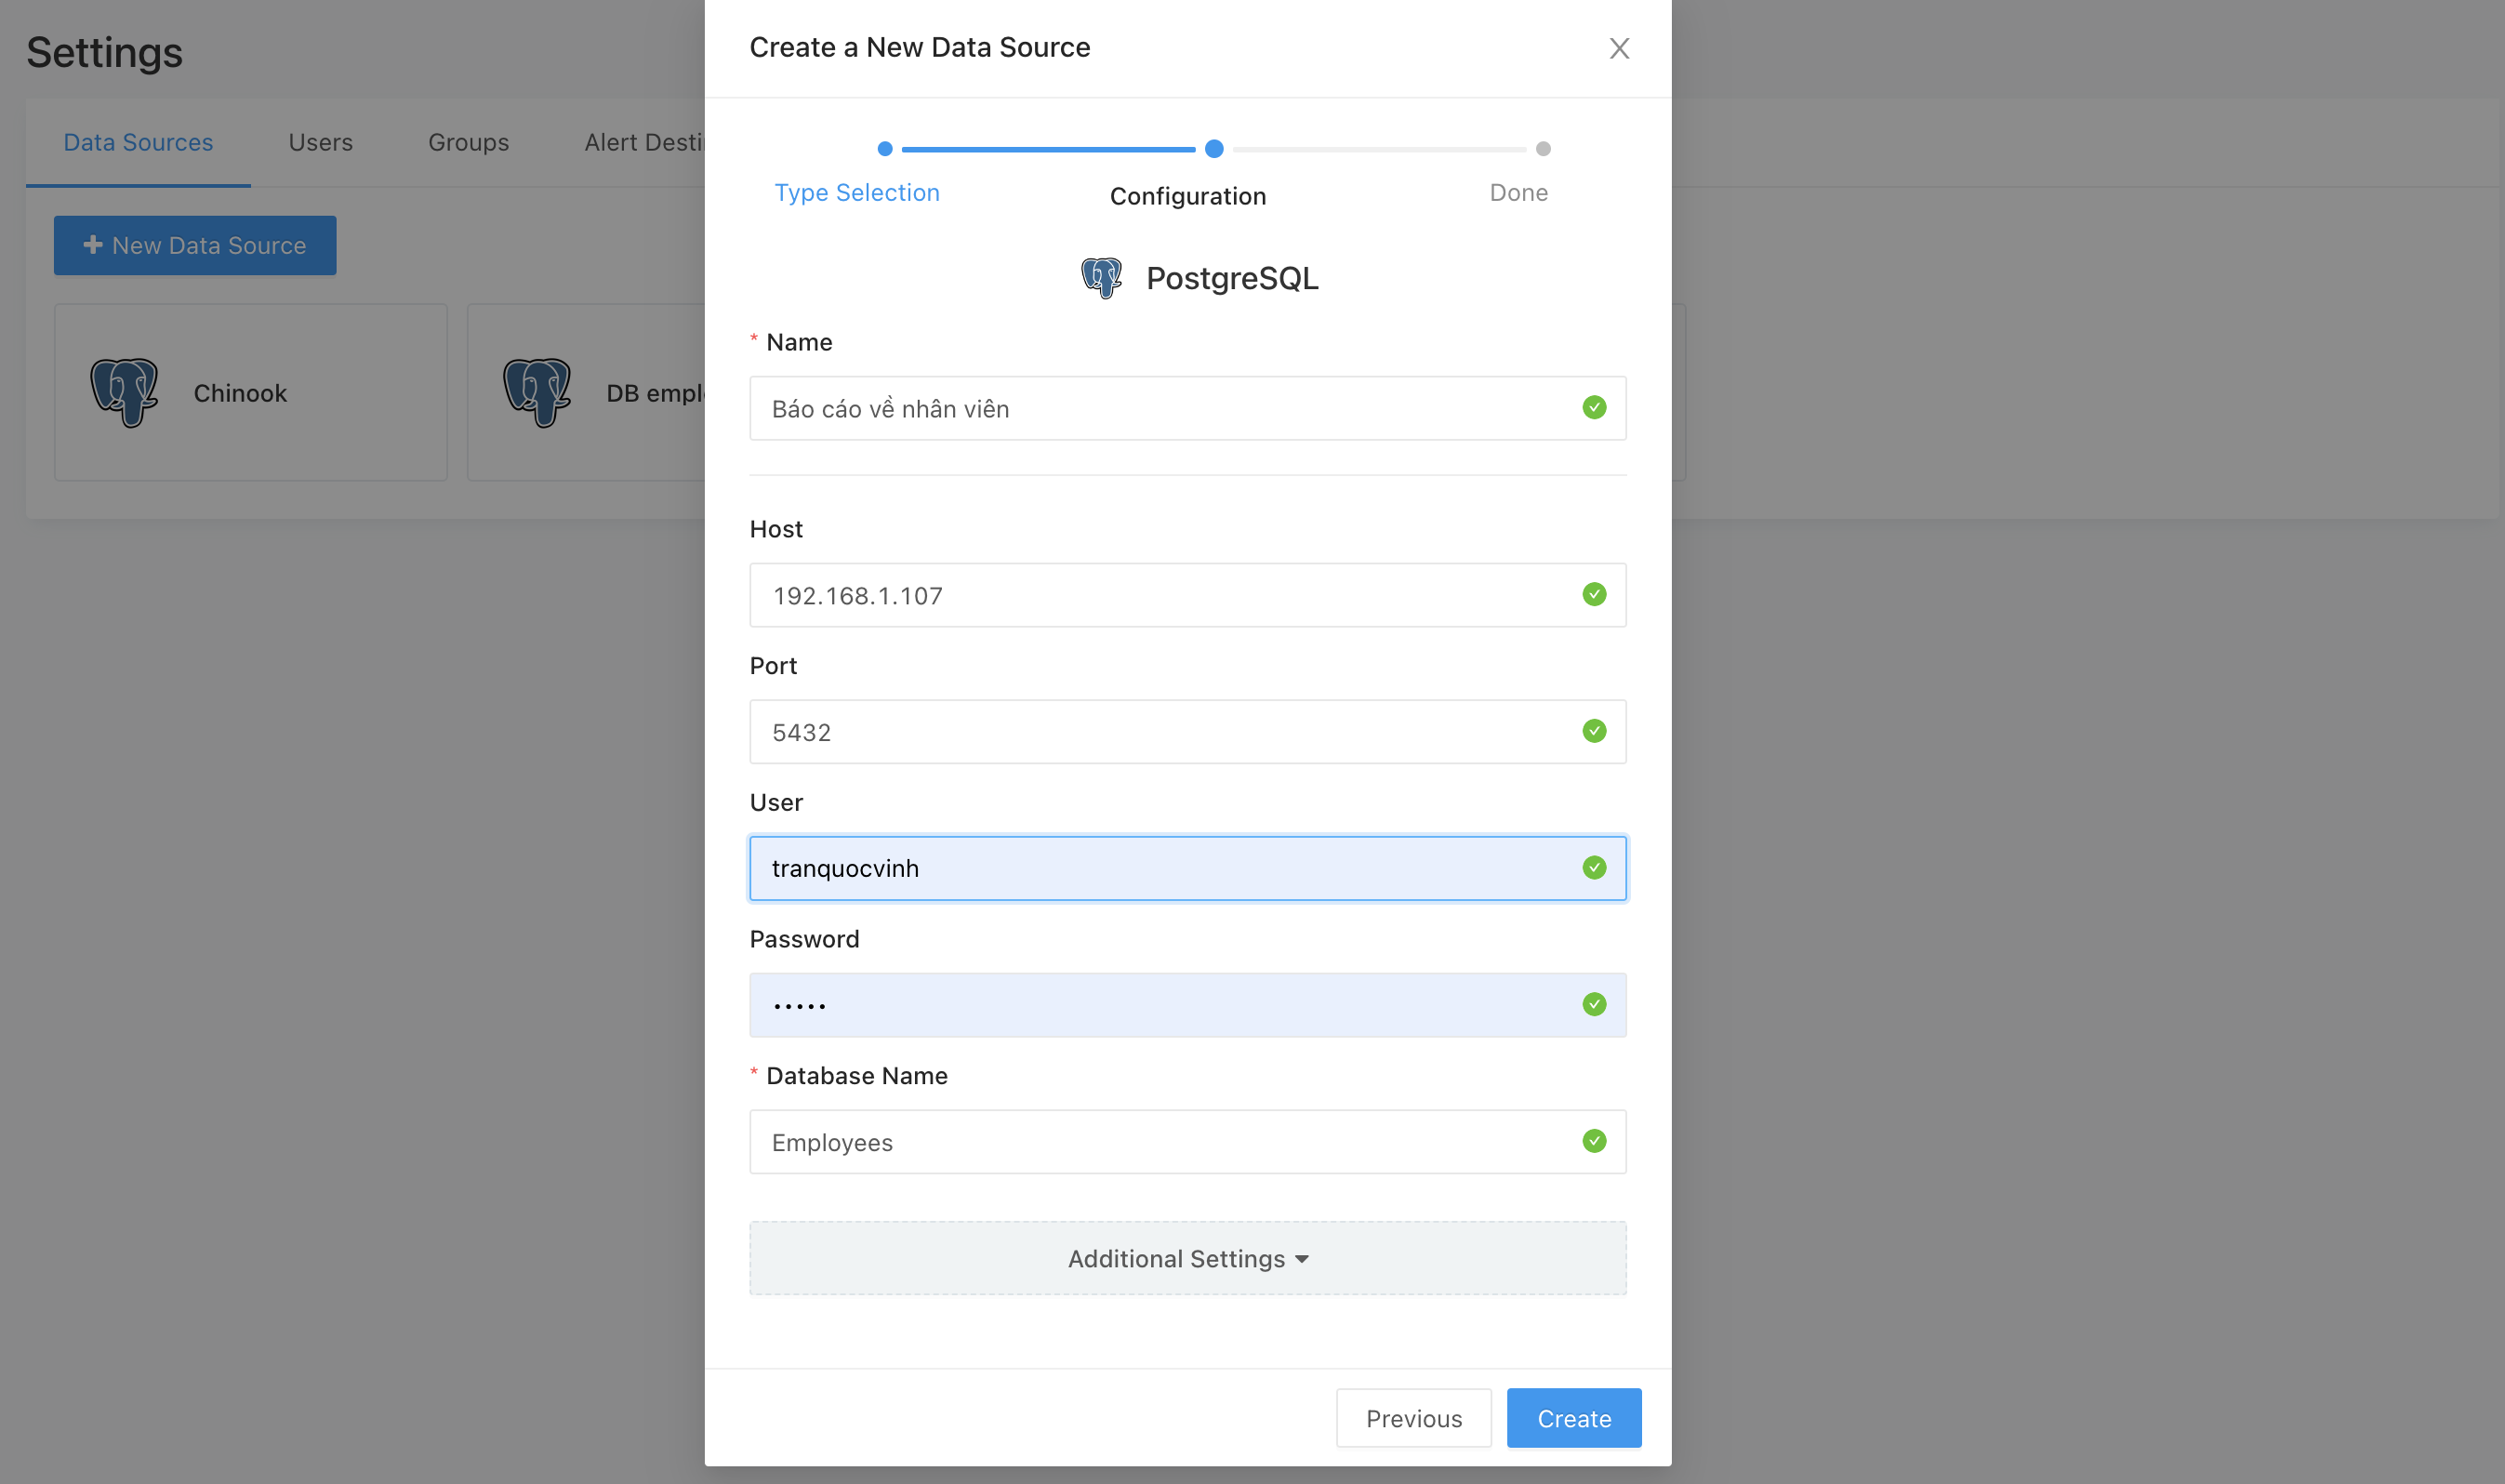 Settings
Data Sources Users Groups Alert
New Data Source
Chinook
DB
Create a New Data Source
Type Selection
Configuration
Done
PostgreSQL
* Name
Báo cáo về nhân viên
Host
192.168.1.107
Port
5432
User
tranquocvinh
Password
•••••
* Database Name
Employees
Additional Settings
Previous
Create